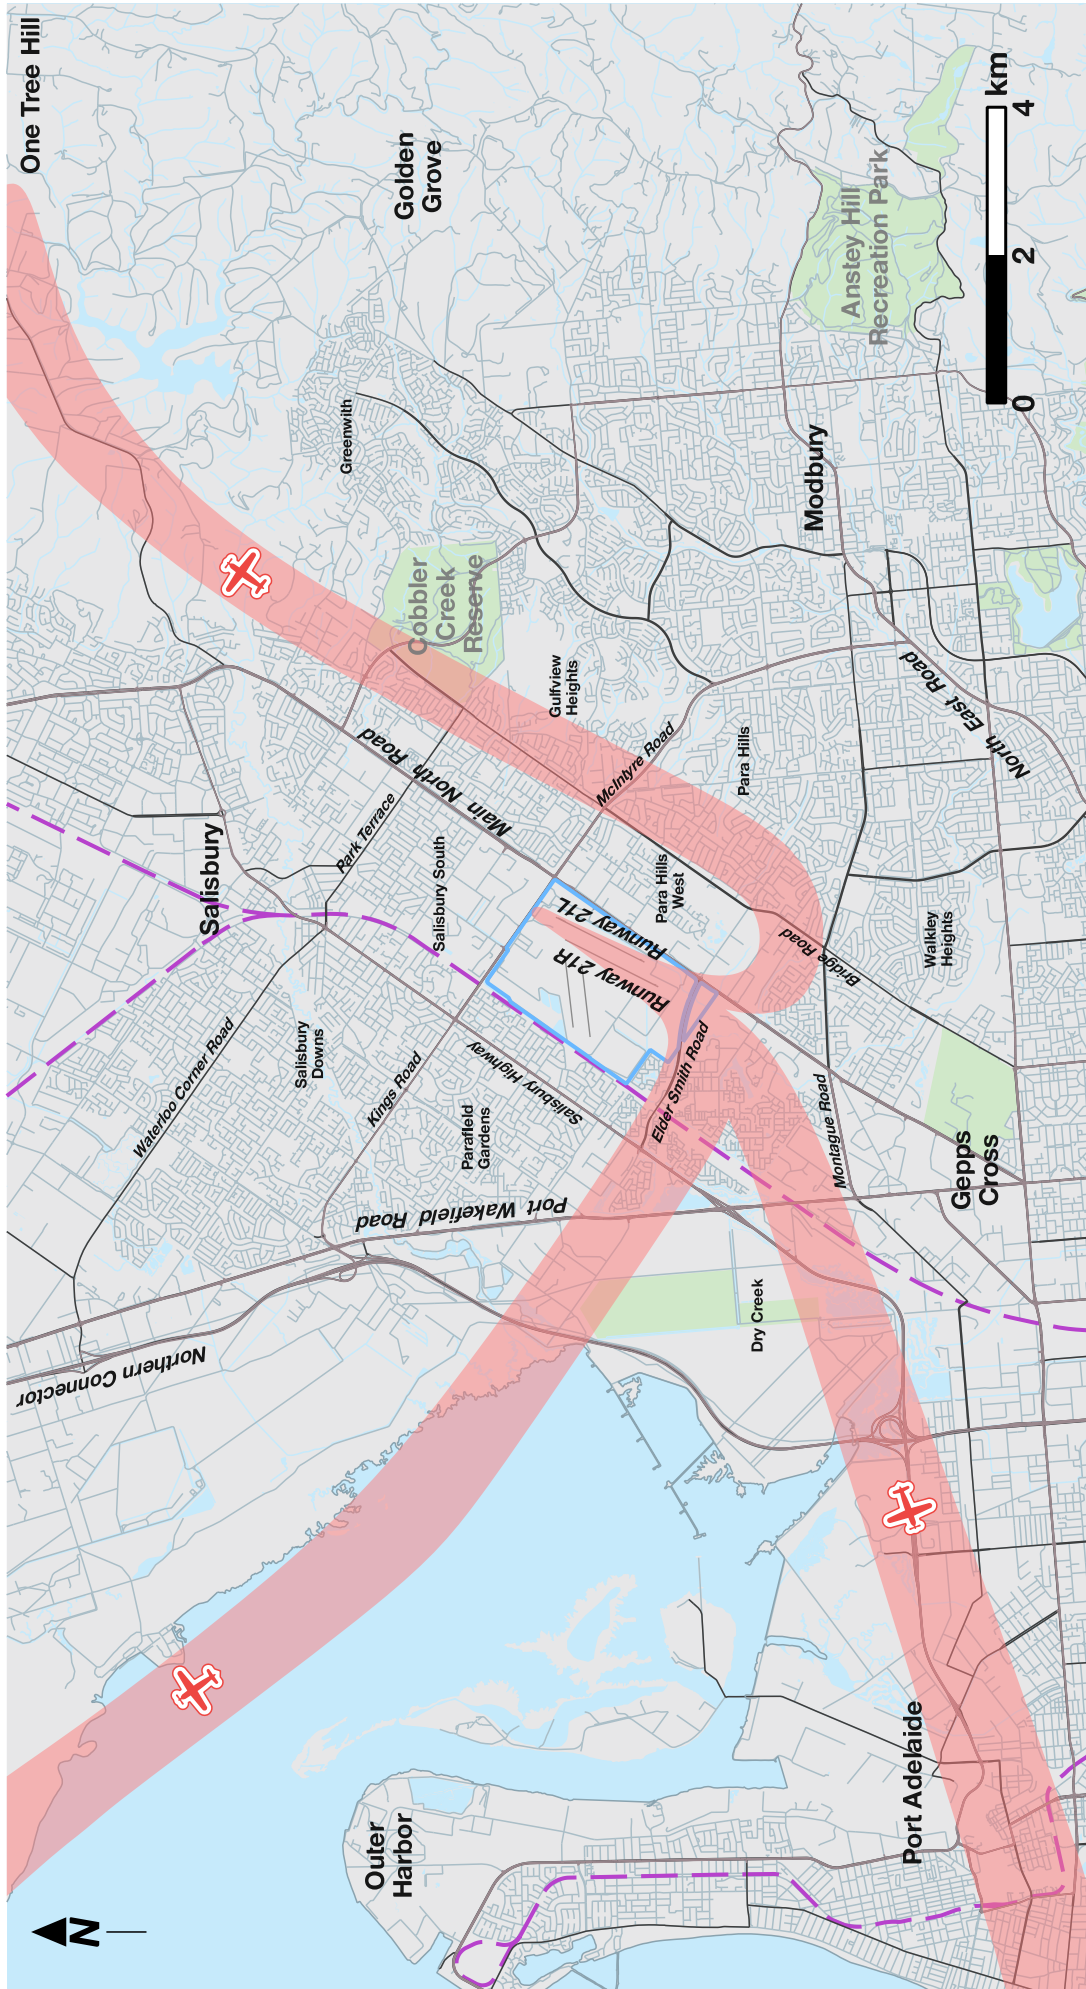 One Tree Hill
Golden
Grove
Anstey Hill
Recreation Park
0
2
4
km
Greenwith
Modbury
Cobbler
Creek
Reserve
Gulfview
Heights
Main North Road
McIntyre Road
Para Hills
North East Road
Salisbury
Park Terrace
Salisbury South
Para Hills
West
Runway 21L
Runway 21R
Bridge Road
Walkley
Heights
Waterloo Corner Road
Salisbury
Downs
Kings Road
Salisbury Highway
Elder Smith Road
Parafield
Gardens
Montague Road
Gepps
Cross
Port Wakefield Road
Northern Connector
Dry Creek
Port Adelaide
Outer
Harbor
N